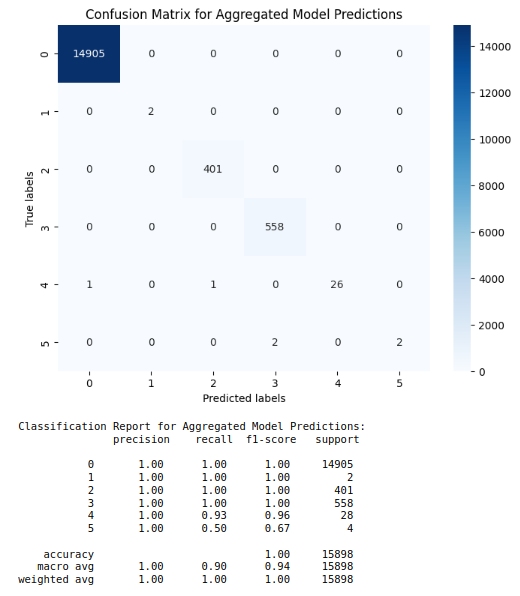 Confusion Matrix for Aggregated Model Predictions
0 14905 0 0 0 0 0
1 0 2 0 0 0 0
2 0 0 401 0 0 0
3 0 0 0 558 0 0
4 1 0 1 0 26 0
5 0 0 0 2 0 2
0 1 2 3 4 5
True labels
Predicted labels
14000
12000
10000
8000
6000
4000
2000
0
Classification Report for Aggregated Model Predictions:
precision recall f1-score support
0 1.00 1.00 1.00 14905
1 1.00 1.00 1.00 2
2 1.00 1.00 1.00 401
3 1.00 1.00 1.00 558
4 1.00 0.93 0.96 28
5 1.00 0.50 0.67 4
accuracy 1.00 15898
macro avg 1.00 0.90 0.94 15898
weighted avg 1.00 1.00 1.00 15898